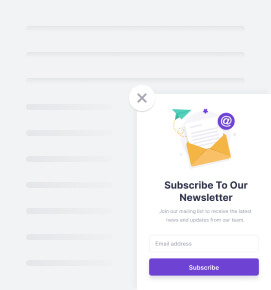 @
Subscribe To Our
Newsletter
Join our mailing list to receive the latest
news and updates from our team.
Email address
Subscribe